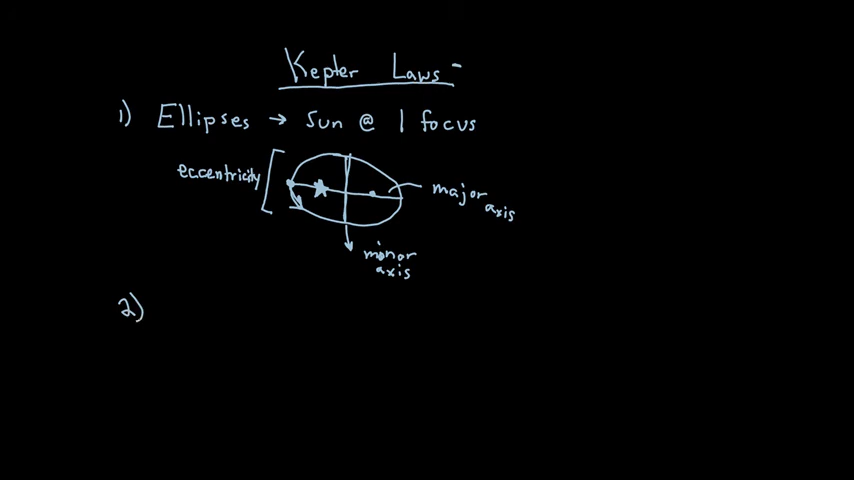 Kepler Laws
1) Ellipses → Sun @ 1 focus
eccentricity
major
axis
minor
axis
2)